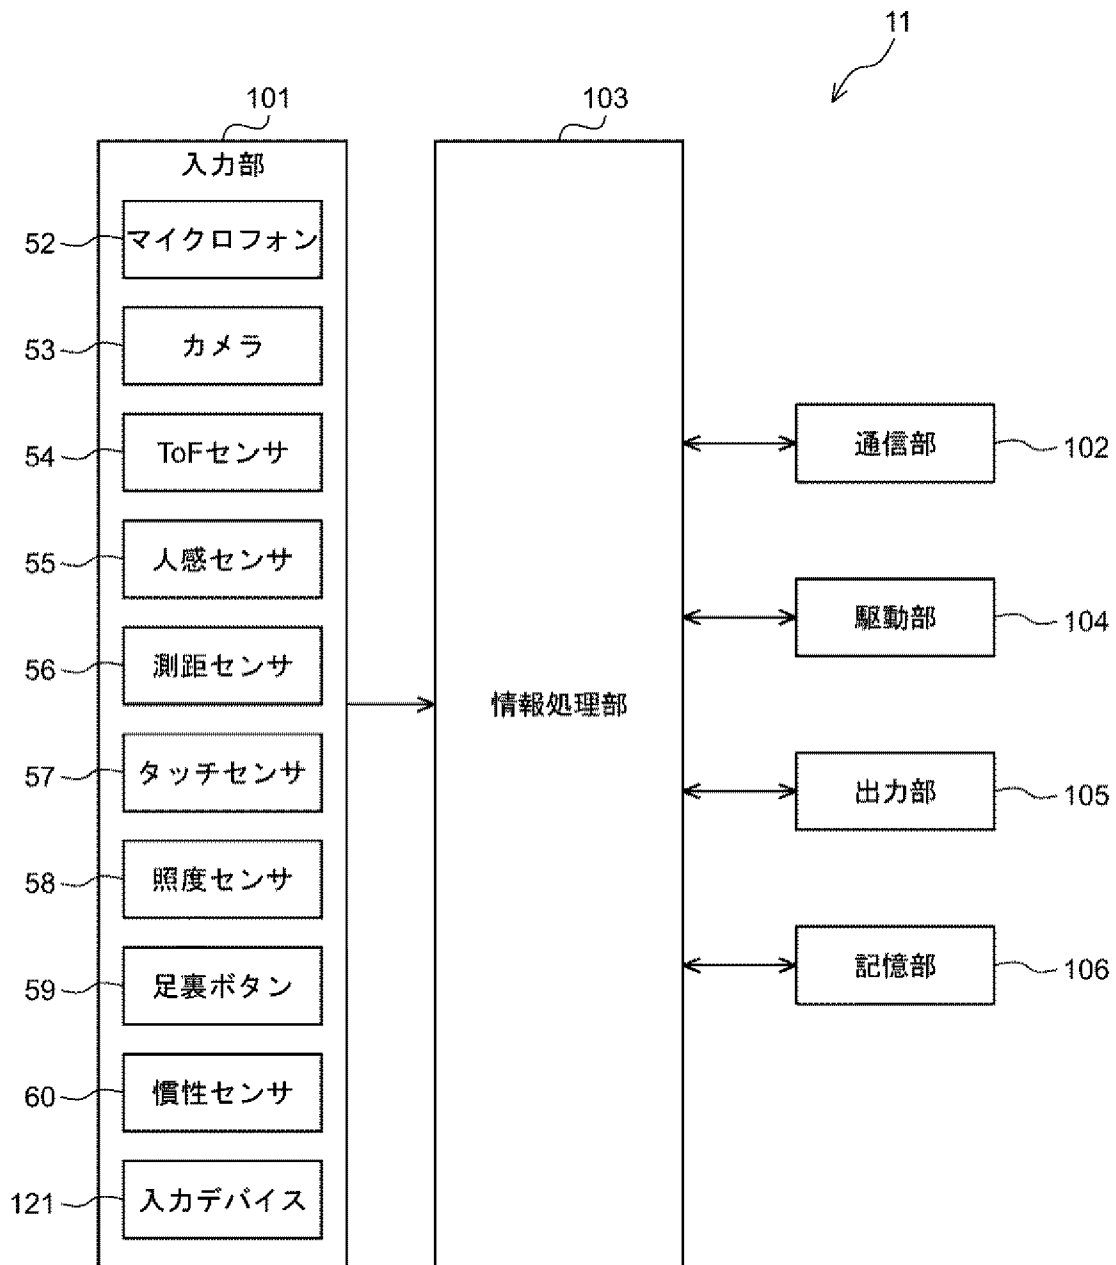 11
101
103
入力部
52
マイクロフォン
53
カメラ
54
ToFセンサ
55
人感センサ
56
測距センサ
57
タッチセンサ
58
照度センサ
59
足裏ボタン
60
慣性センサ
121
入力デバイス
情報処理部
通信部
102
駆動部
104
出力部
105
記憶部
106